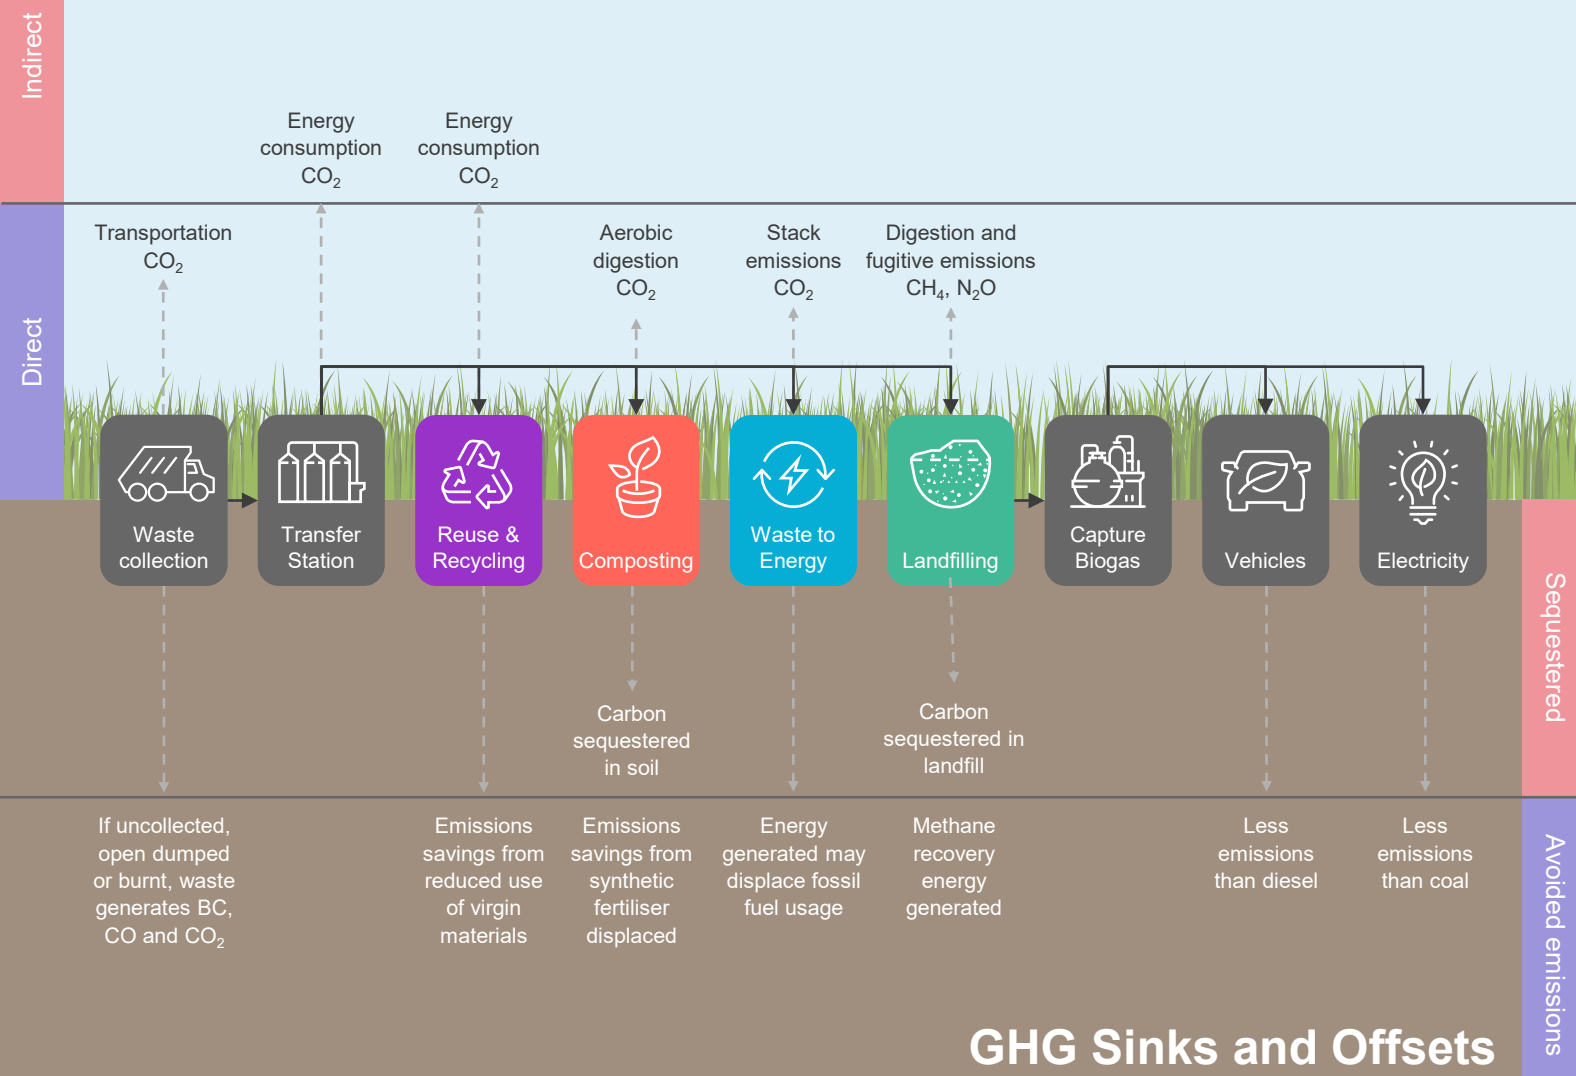 Indirect
Energy
consumption
CO₂
Energy
consumption
CO₂
Direct
Transportation
CO₂
Aerobic
digestion
CO₂
Stack
emissions
CO₂
Digestion and
fugitive emissions
CH₄, N₂O
Waste
collection
Transfer
Station
Reuse &
Recycling
Composting
Waste to
Energy
Landfilling
Capture
Biogas
Vehicles
Electricity
Sequestered
Carbon
sequestered
in soil
Carbon
sequestered in
landfill
Avoided emissions
If uncollected,
open dumped
or burnt, waste
generates BC,
CO and CO₂
Emissions
savings from
reduced use
of virgin
materials
Emissions
savings from
synthetic
fertiliser
displaced
Energy
generated may
displace fossil
fuel usage
Methane
recovery
energy
generated
Less
emissions
than diesel
Less
emissions
than coal
GHG Sinks and Offsets